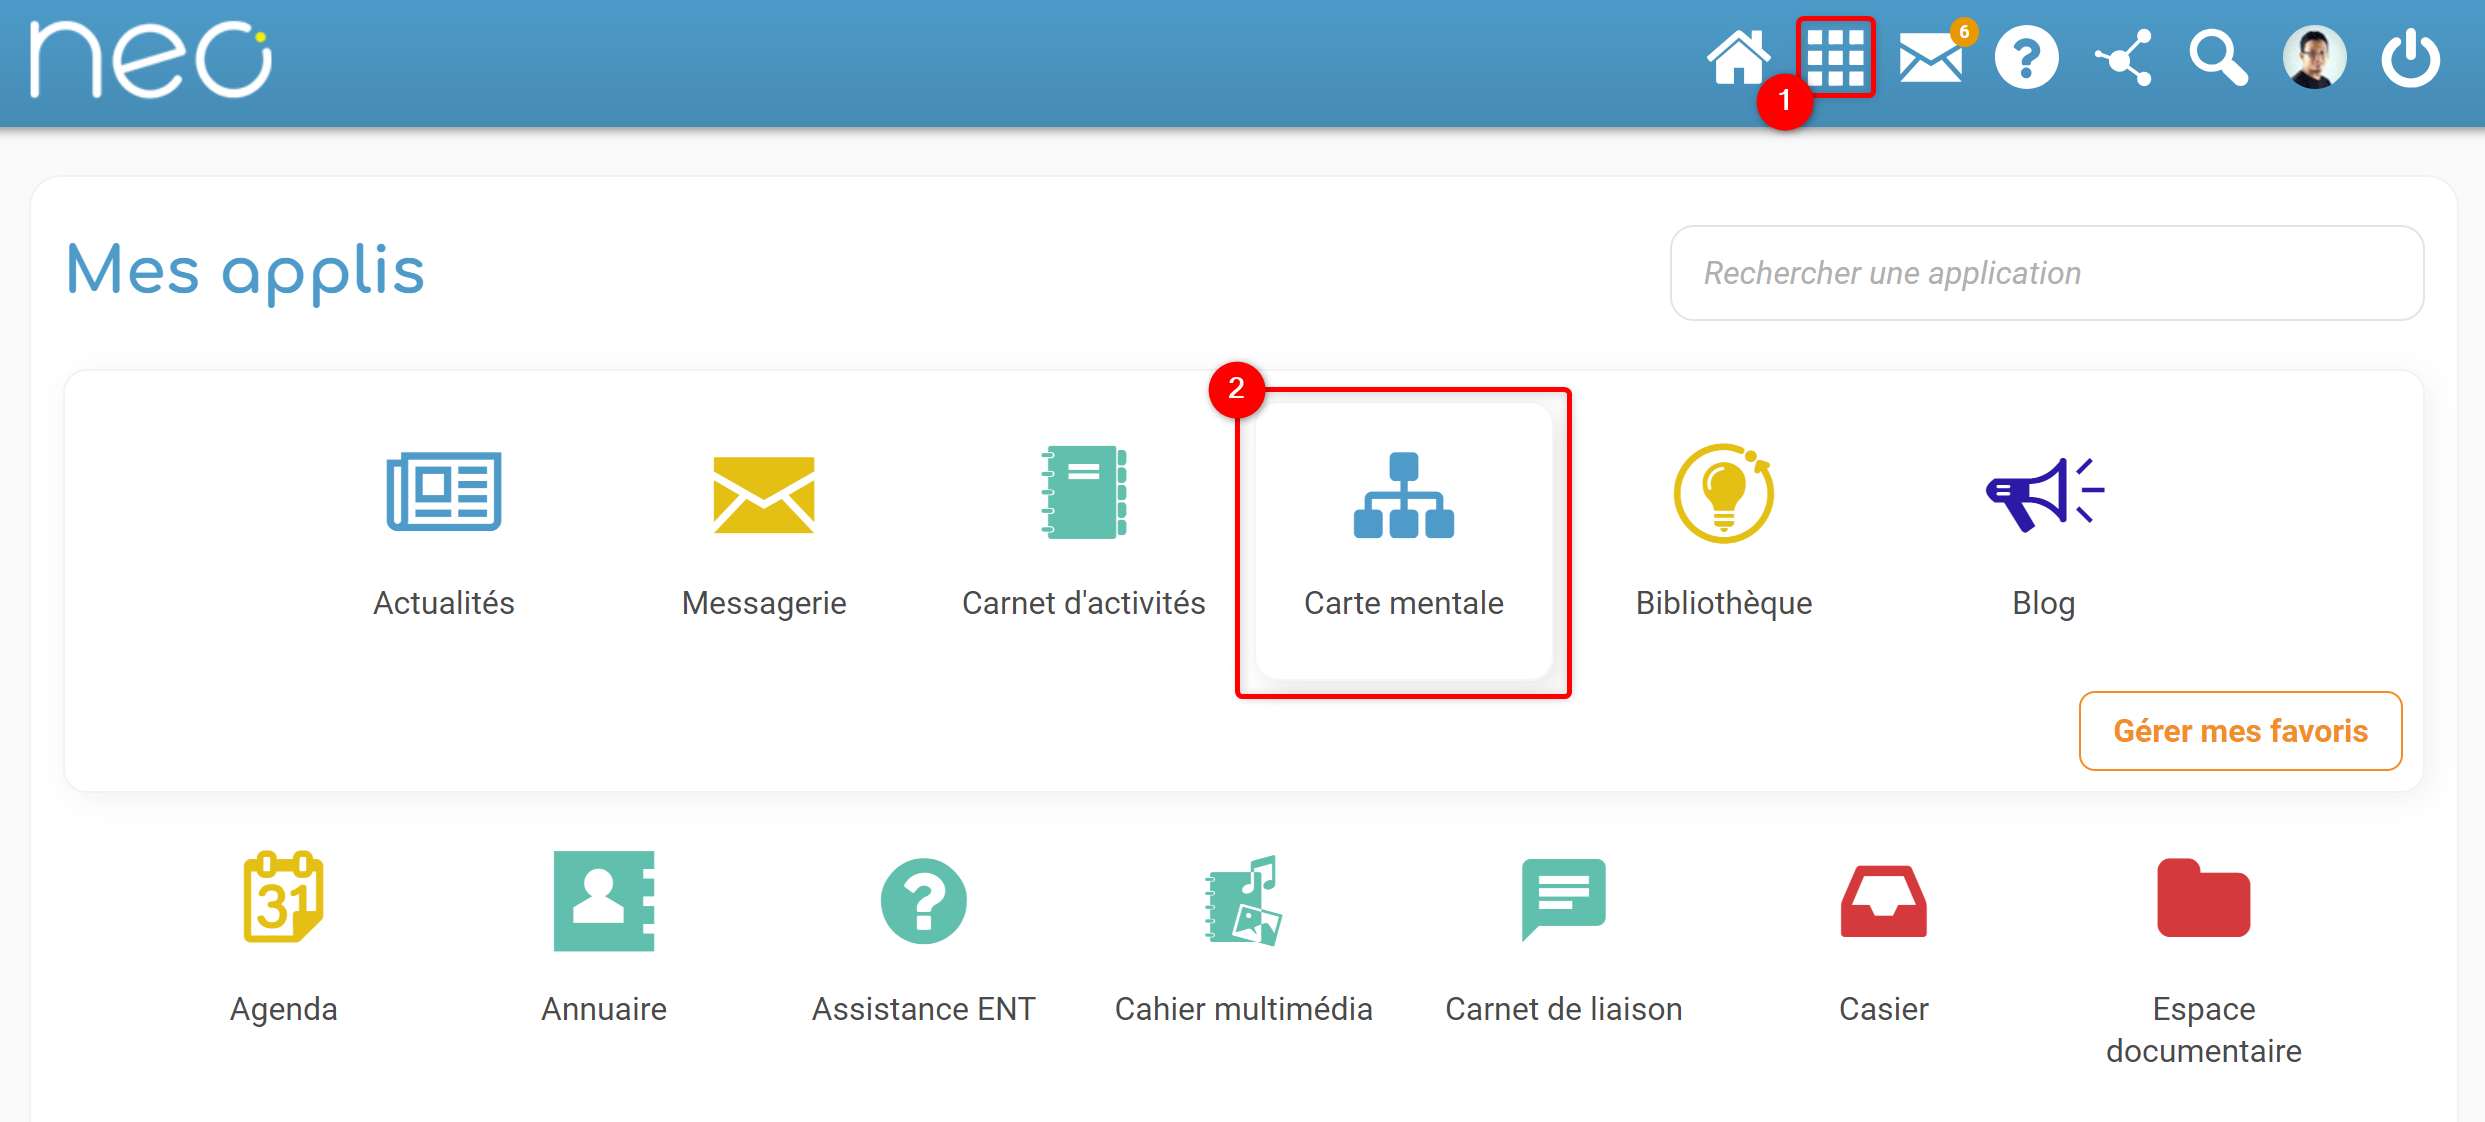 neo
6
1
Mes applis
Rechercher une application
2
Actualités
Messagerie
Carnet d'activités
Carte mentale
Bibliothèque
Blog
Gérer mes favoris
31
Agenda
Annuaire
Assistance ENT
Cahier multimédia
Carnet de liaison
Casier
Espace
documentaire